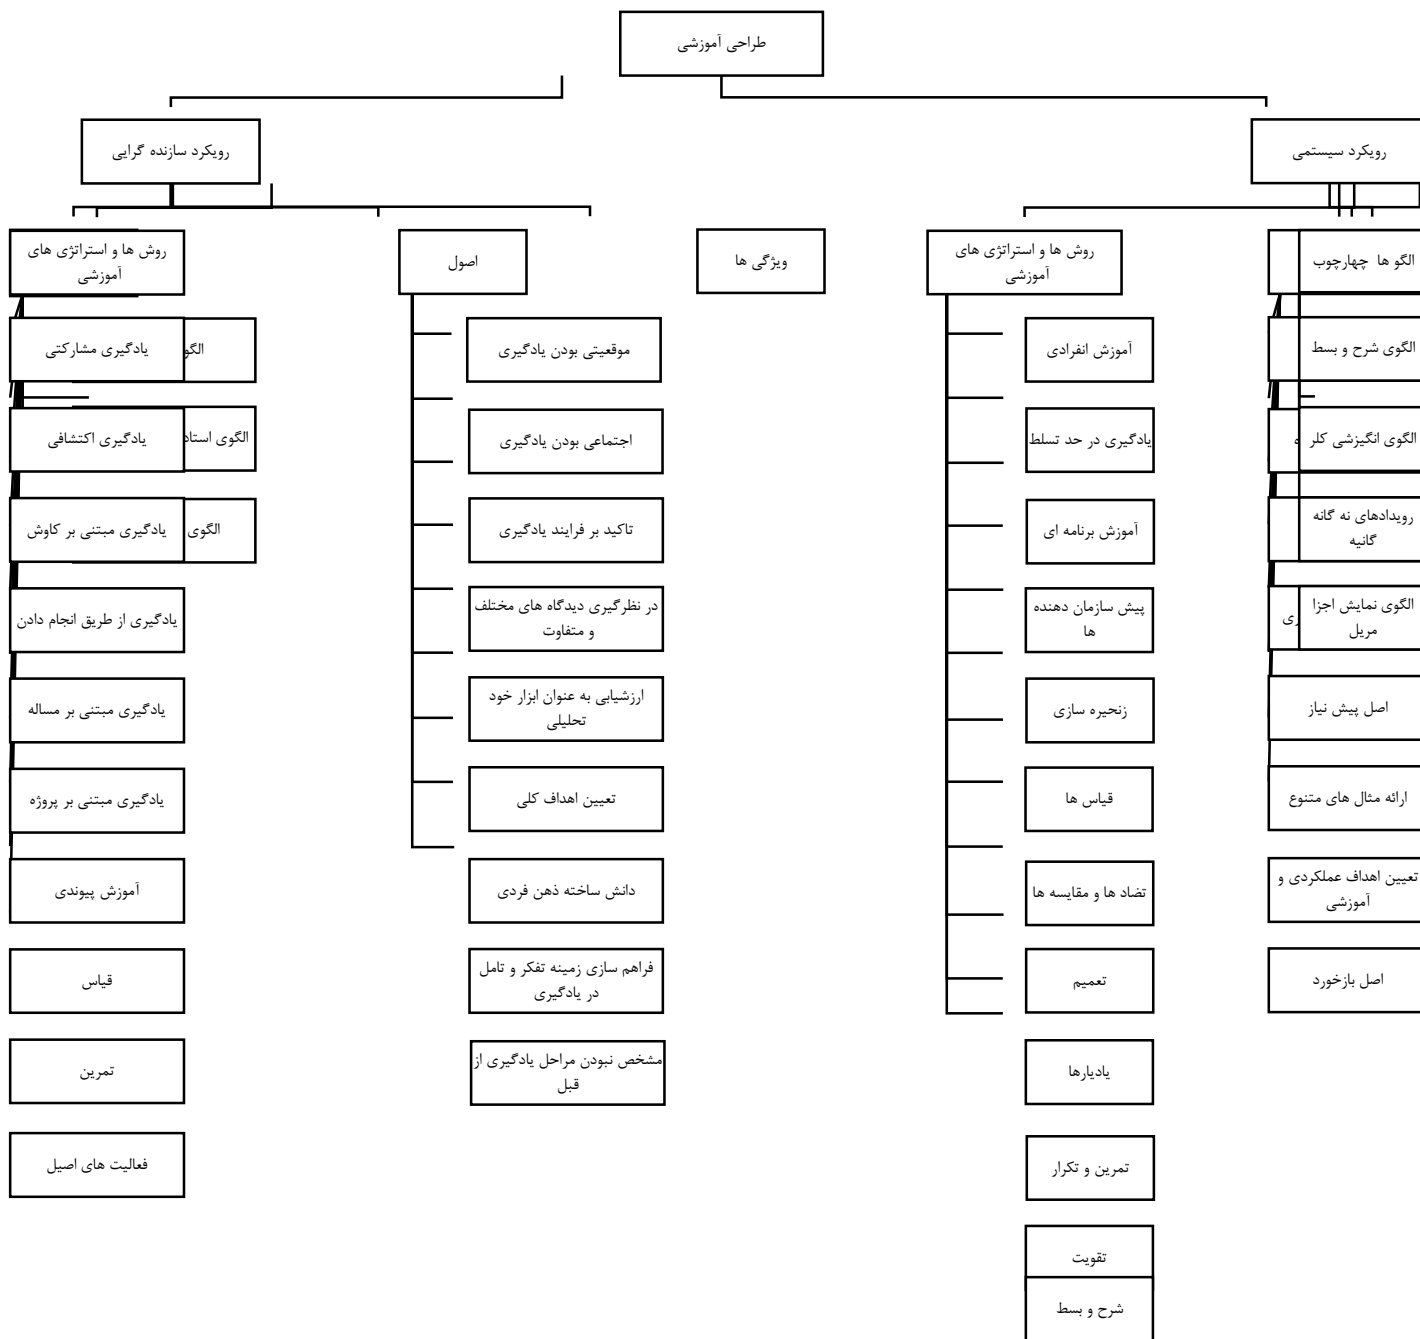 طراحی آموزشی
رویکرد سیستمی
رویکرد سازنده گرایی
الگو ها چهارچوب
روش ها و استراتژی های
آموزشی
ویژگی ها
اصول
روش ها و استراتژی های
آموزشی
الگوی شرح و بسط
الگوی انگیزشی کلر
رویدادهای نه گانه
گانیه
الگوی نمایش اجزا
مریل
اصل پیش نیاز
ارائه مثال های متنوع
تعیین اهداف عملکردی و
آموزشی
اصل بازخورد
آموزش انفرادی
یادگیری در حد تسلط
آموزش برنامه ای
پیش سازمان دهنده
ها
زنحیره سازی
قیاس ها
تضاد ها و مقایسه ها
تعمیم
یادیارها
تمرین و تکرار
تقویت
شرح و بسط
موقعیتی بودن یادگیری
اجتماعی بودن یادگیری
تاکید بر فرایند یادگیری
در نظرگیری دیدگاه های مختلف
و متفاوت
ارزشیابی به عنوان ابزار خود
تحلیلی
تعیین اهداف کلی
دانش ساخته ذهن فردی
فراهم سازی زمینه تفکر و تامل
در یادگیری
مشخص نبودن مراحل یادگیری از
قبل
الگوی استاد
الگوی
یادگیری مشارکتی
یادگیری اکتشافی
یادگیری مبتنی بر کاوش
یادگیری از طریق انجام دادن
یادگیری مبتنی بر مساله
یادگیری مبتنی بر پروژه
آموزش پیوندی
قیاس
تمرین
فعالیت های اصیل